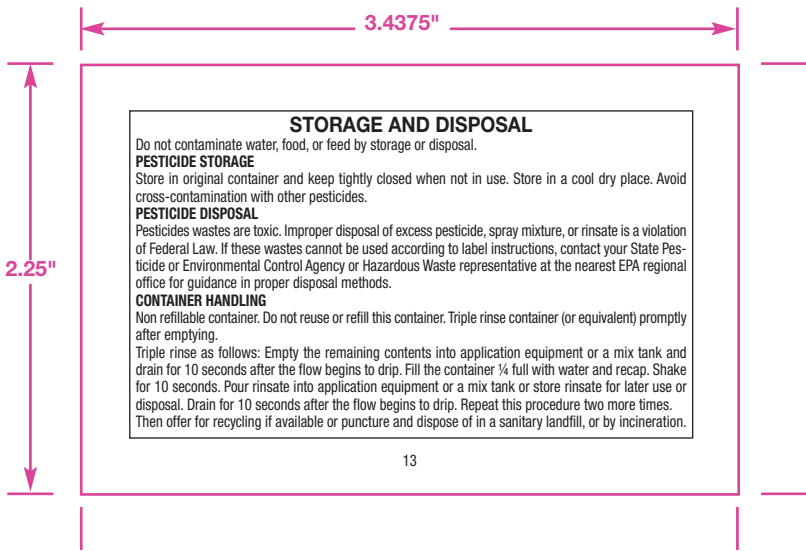 3.4375"
STORAGE AND DISPOSAL
Do not contaminate water, food, or feed by storage or disposal.
PESTICIDE STORAGE
Store in original container and keep tightly closed when not in use. Store in a cool dry place. Avoid
cross-contamination with other pesticides.
PESTICIDE DISPOSAL
Pesticides wastes are toxic. Improper disposal of excess pesticide, spray mixture, or rinsate is a violation
of Federal Law. If these wastes cannot be used according to label instructions, contact your State Pes-
ticide or Environmental Control Agency or Hazardous Waste representative at the nearest EPA regional
office for guidance in proper disposal methods.
CONTAINER HANDLING
Non refillable container. Do not reuse or refill this container. Triple rinse container (or equivalent) promptly
after emptying.
Triple rinse as follows: Empty the remaining contents into application equipment or a mix tank and
drain for 10 seconds after the flow begins to drip. Fill the container ¼ full with water and recap. Shake
for 10 seconds. Pour rinsate into application equipment or a mix tank or store rinsate for later use or
disposal. Drain for 10 seconds after the flow begins to drip. Repeat this procedure two more times.
Then offer for recycling if available or puncture and dispose of in a sanitary landfill, or by incineration.
2.25"
13